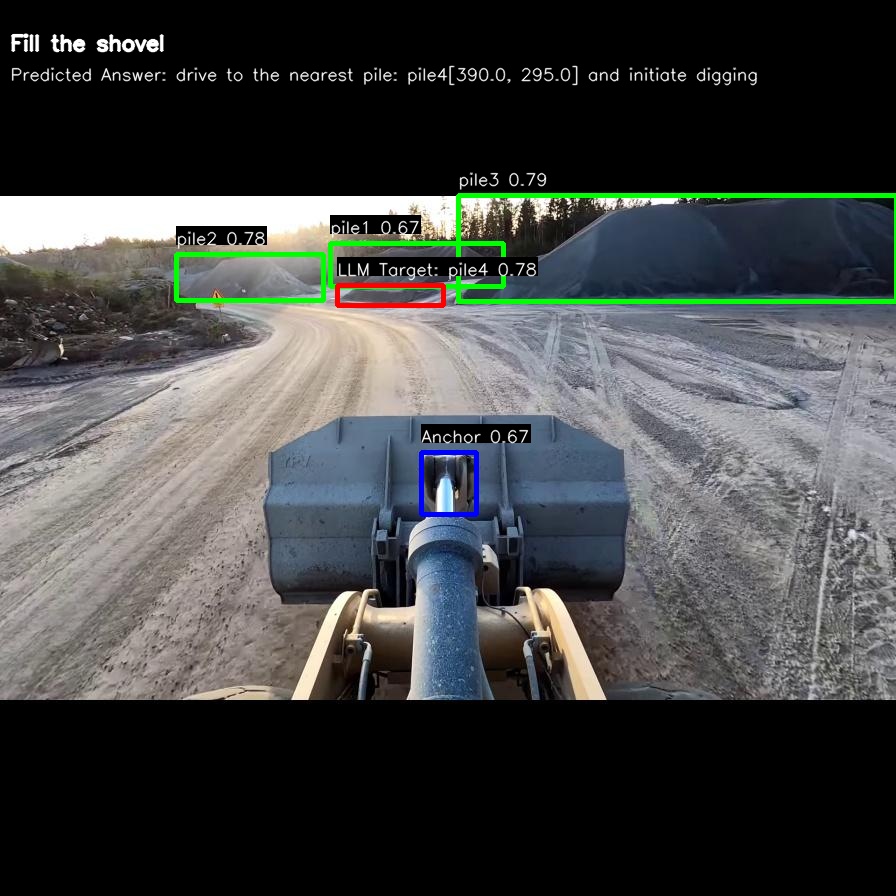 Fill the shovel
Predicted Answer: drive to the nearest pile: pile4[390.0, 295.0] and initiate digging
pile3 0.79
pile1 0.67
pile2 0.78
LLM Target: pile4 0.78
Anchor 0.67